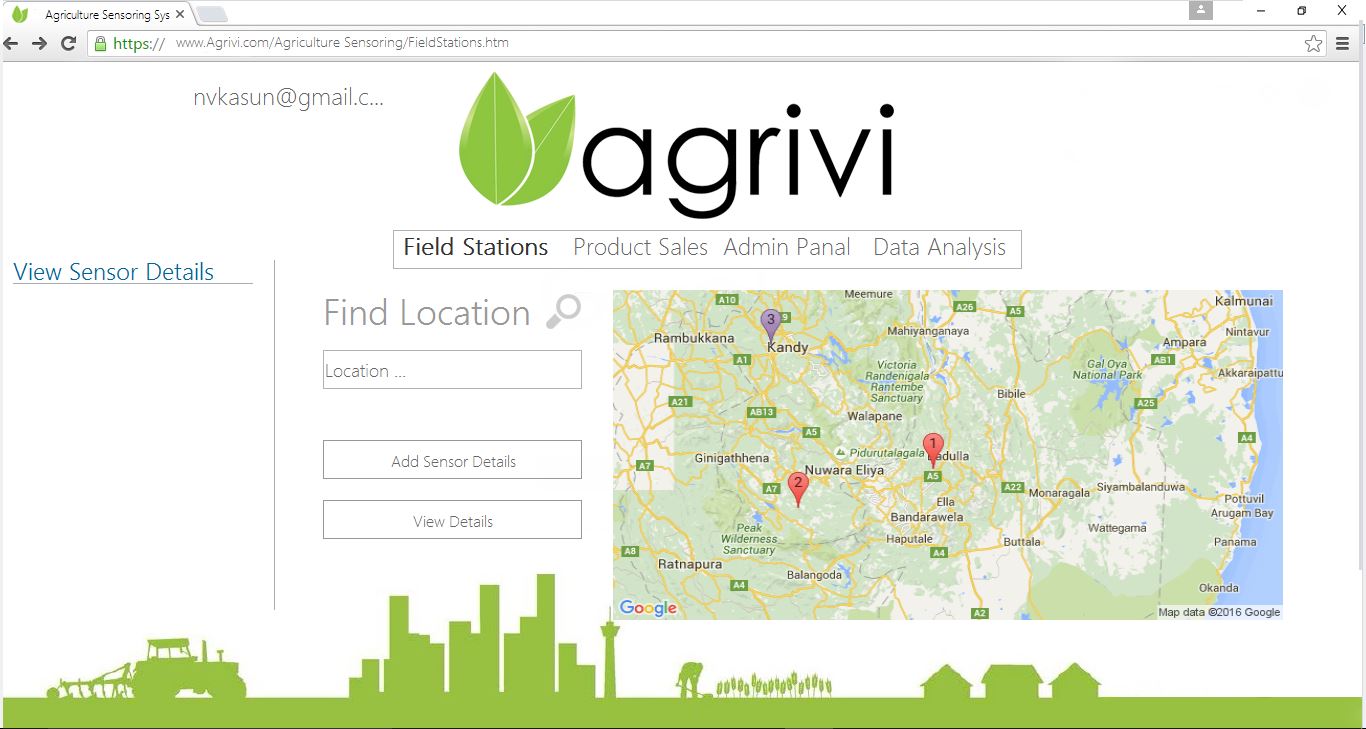 Agriculture Sensoring Sys
https:// www.Agrivi.com/Agriculture Sensoring/FieldStations.htm
nvkasun@gmail.c...
agrivi
Field Stations Product Sales Admin Panal Data Analysis
View Sensor Details
Find Location
Location ...
Add Sensor Details
View Details
A10
Meemure
A26
A5
Kalmunai
3
9
Rambukkana
Mahiyanganaya
Nintavur
Kandy
Ampara
A1
AB1
Victoria
Randenigala
Rantembe
Sanctuary
Gal Oya
National Park
Akkaraipattu
Bibile
A21
AB13
A25
Walapane
A5
A4
1
Ginigathhena
Pidurutalagala
Badulla
A7
Nuwara Eliya
A5
2
A7
A22
Monaragala
Siyambalanduwa
Ella
Pottuvil
Bandarawela
Arugam Bay
Peak
Wilderness
Sanctuary
Wattegama
Haputale
Buttala
Panama
A8
A4
Ratnapura
Balangoda
A4
Okanda
Google
A2
Map data ©2016 Google